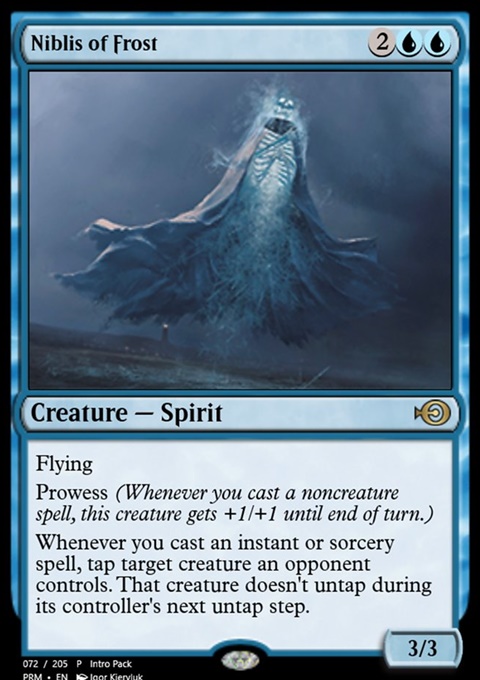 Niblis of Frost 2
Creature — Spirit
Flying
Prowess (Whenever you cast a noncreature
spell, this creature gets +1/+1 until end of turn.)
Whenever you cast an instant or sorcery
spell, tap target creature an opponent
controls. That creature doesn't untap during
its controller's next untap step.
3/3
072 / 205 P Intro Pack
PRM • EN Igor Kieryluk